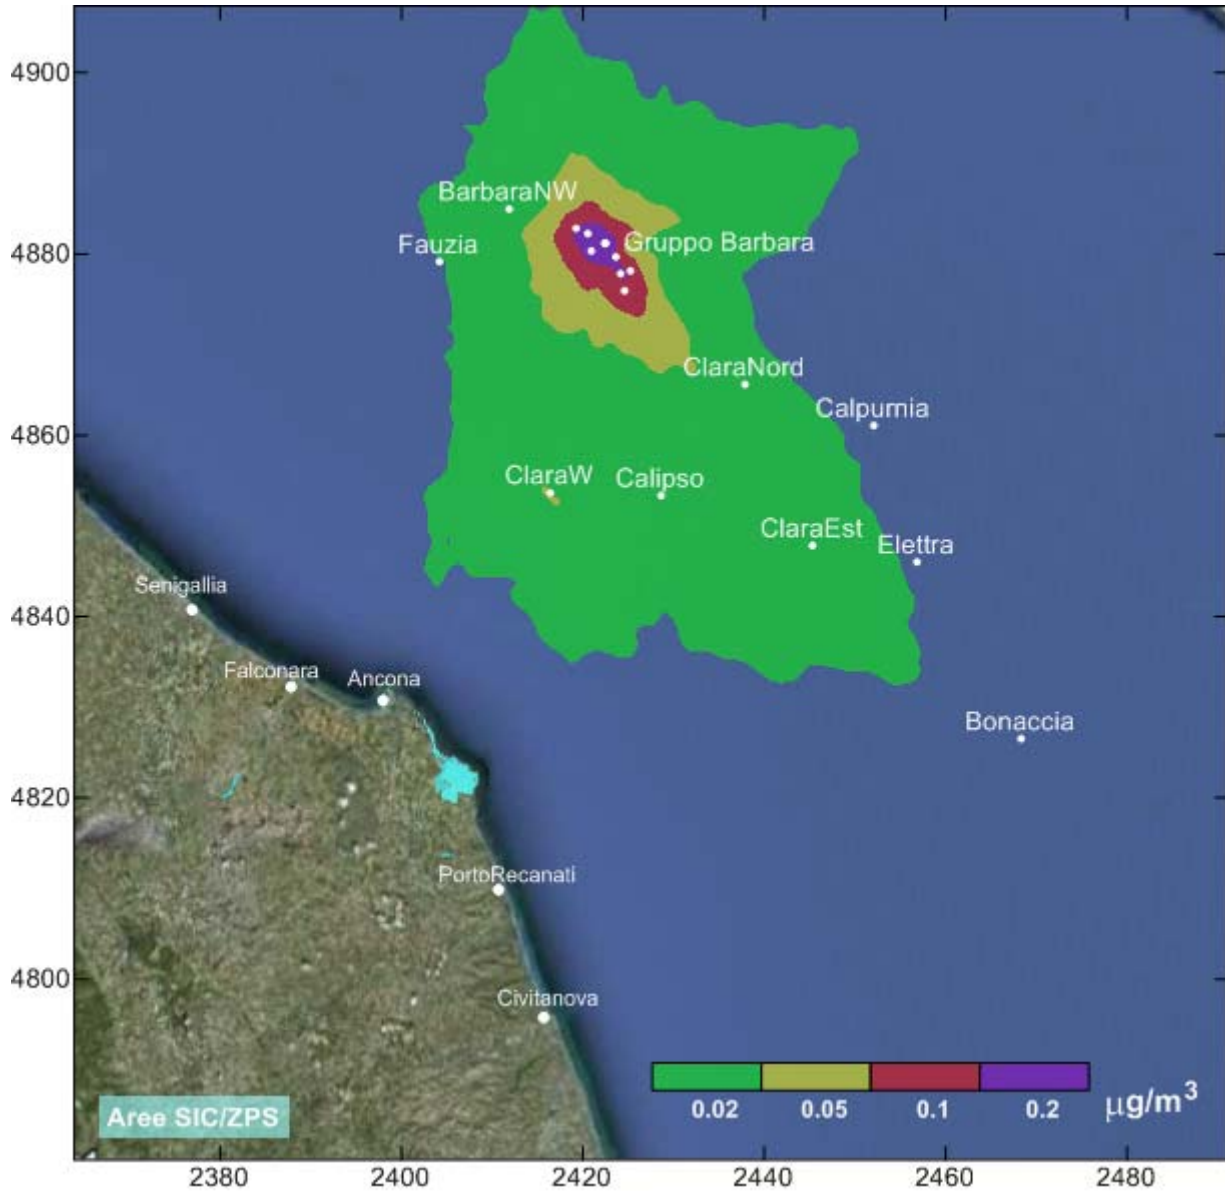 4900
BarbaraNW
Fauzia
Gruppo Barbara
4880
ClaraNord
Calpurnia
4860
ClaraW
Calipso
ClaraEst
Elettra
Senigallia
4840
Falconara
Ancona
Bonaccia
4820
PortoRecanati
4800
Civitanova
0.02 0.05 0.1 0.2 µg/m³
Aree SIC/ZPS
2380 2400 2420 2440 2460 2480